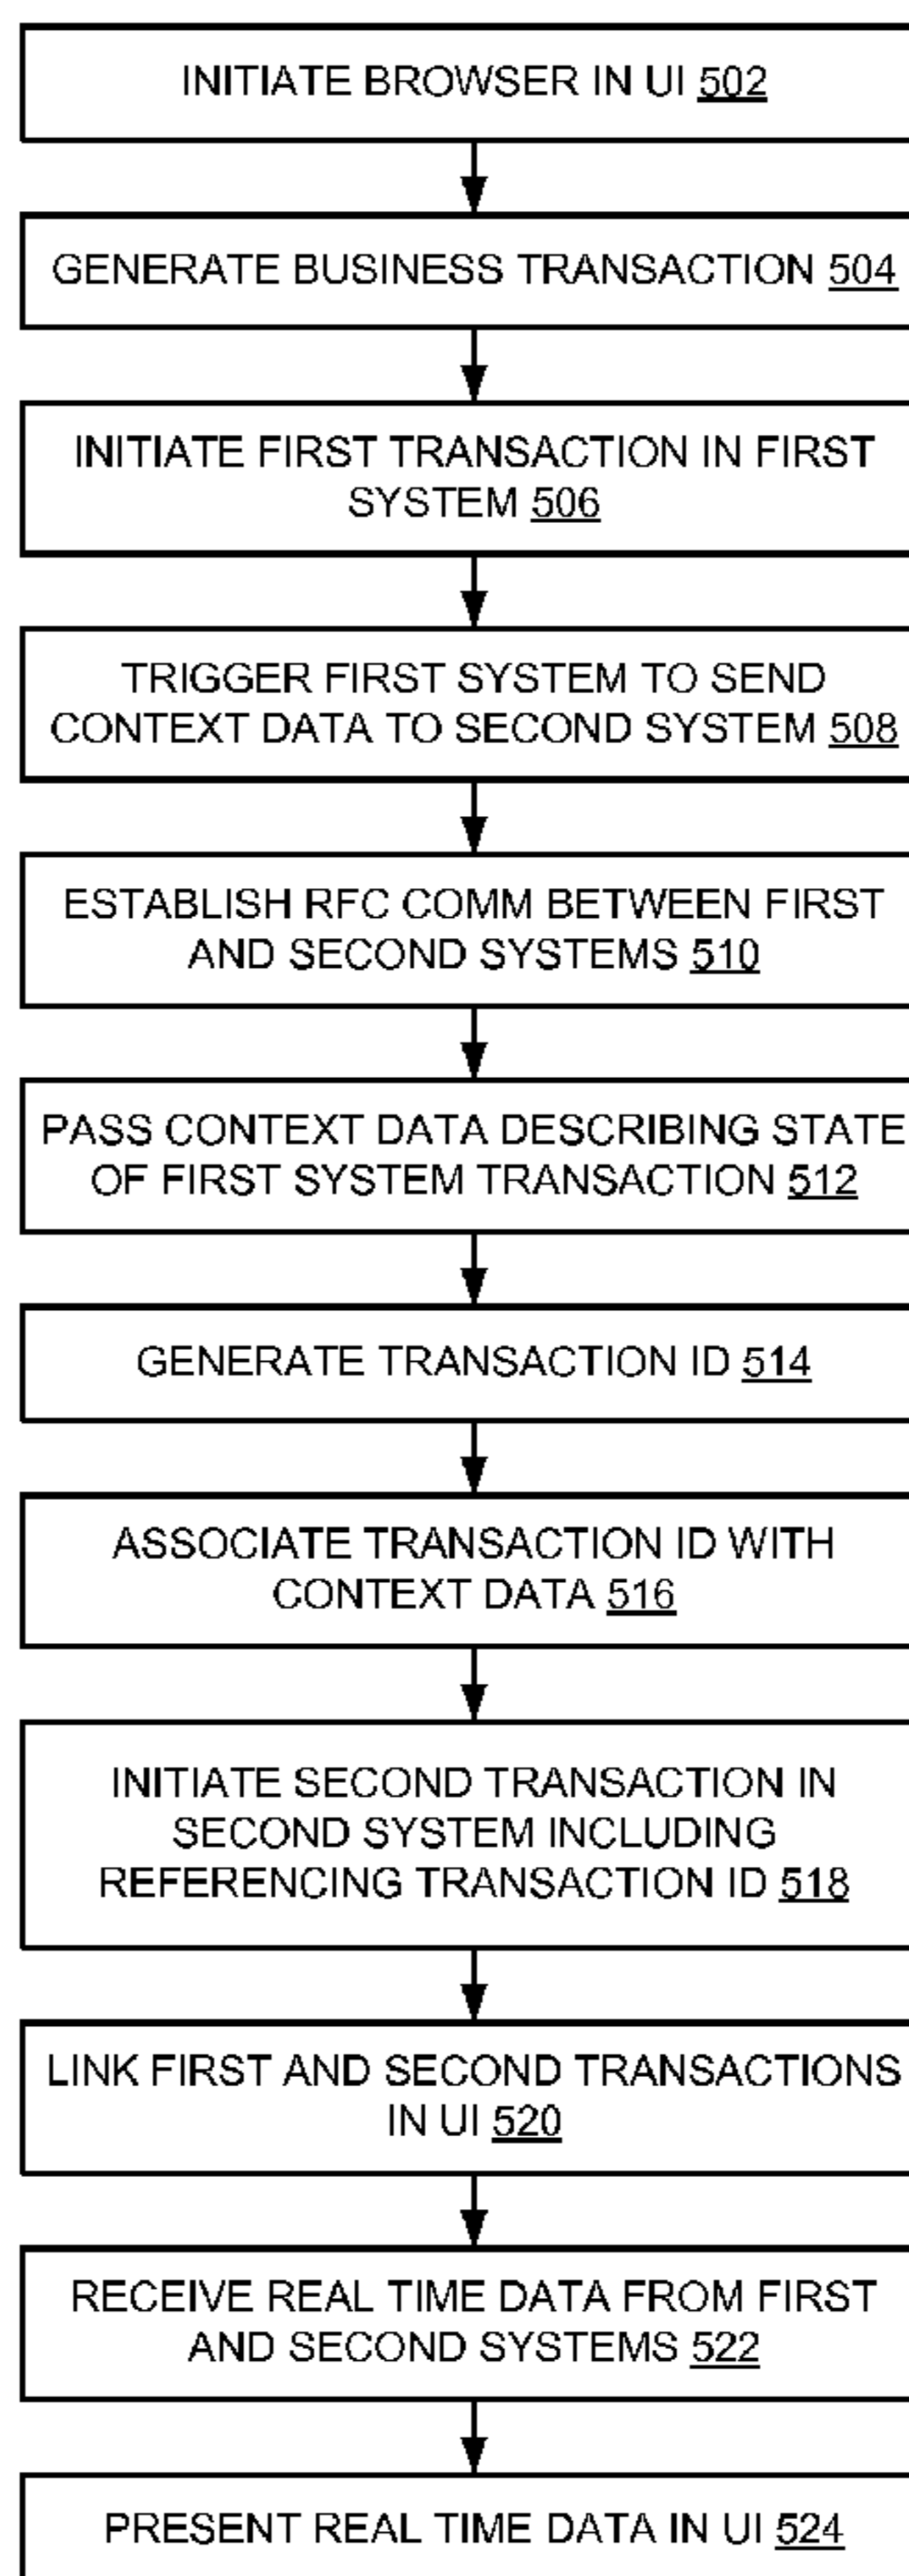 INITIATE BROWSER IN UI 502
GENERATE BUSINESS TRANSACTION 504
INITIATE FIRST TRANSACTION IN FIRST
SYSTEM 506
TRIGGER FIRST SYSTEM TO SEND
CONTEXT DATA TO SECOND SYSTEM 508
ESTABLISH RFC COMM BETWEEN FIRST
AND SECOND SYSTEMS 510
PASS CONTEXT DATA DESCRIBING STATE
OF FIRST SYSTEM TRANSACTION 512
GENERATE TRANSACTION ID 514
ASSOCIATE TRANSACTION ID WITH
CONTEXT DATA 516
INITIATE SECOND TRANSACTION IN
SECOND SYSTEM INCLUDING
REFERENCING TRANSACTION ID 518
LINK FIRST AND SECOND TRANSACTIONS
IN UI 520
RECEIVE REAL TIME DATA FROM FIRST
AND SECOND SYSTEMS 522
PRESENT REAL TIME DATA IN UI 524